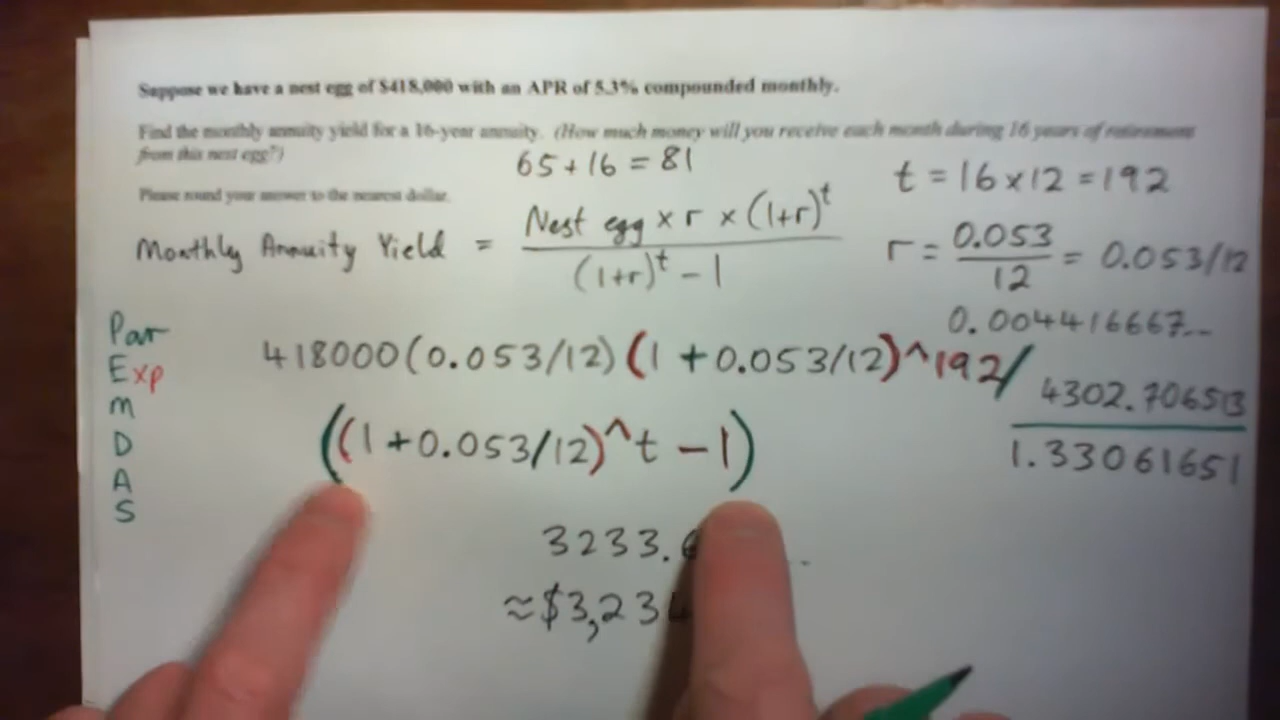 Suppose we have a nest egg of $418,000 with an APR of 5.3% compounded monthly.
Find the monthly annuity yield for a 16-year annuity. (How much money will you receive each month during 16 years of retirement
from this nest egg?)
65 + 16 = 81
t = 16 x 12 = 192
Please round your answer to the nearest dollar.
Monthly Annuity Yield = Nest egg x r x (1+r)^t
(1+r)^t - 1
r = 0.053 = 0.053/12
12
0.004416667...
Par
Exp
M
D
A
S
418000(0.053/12)(1 + 0.053/12)^192/
((1+0.053/12)^t - 1)
4302.706513
1.33061651
3233.
≈$3,23